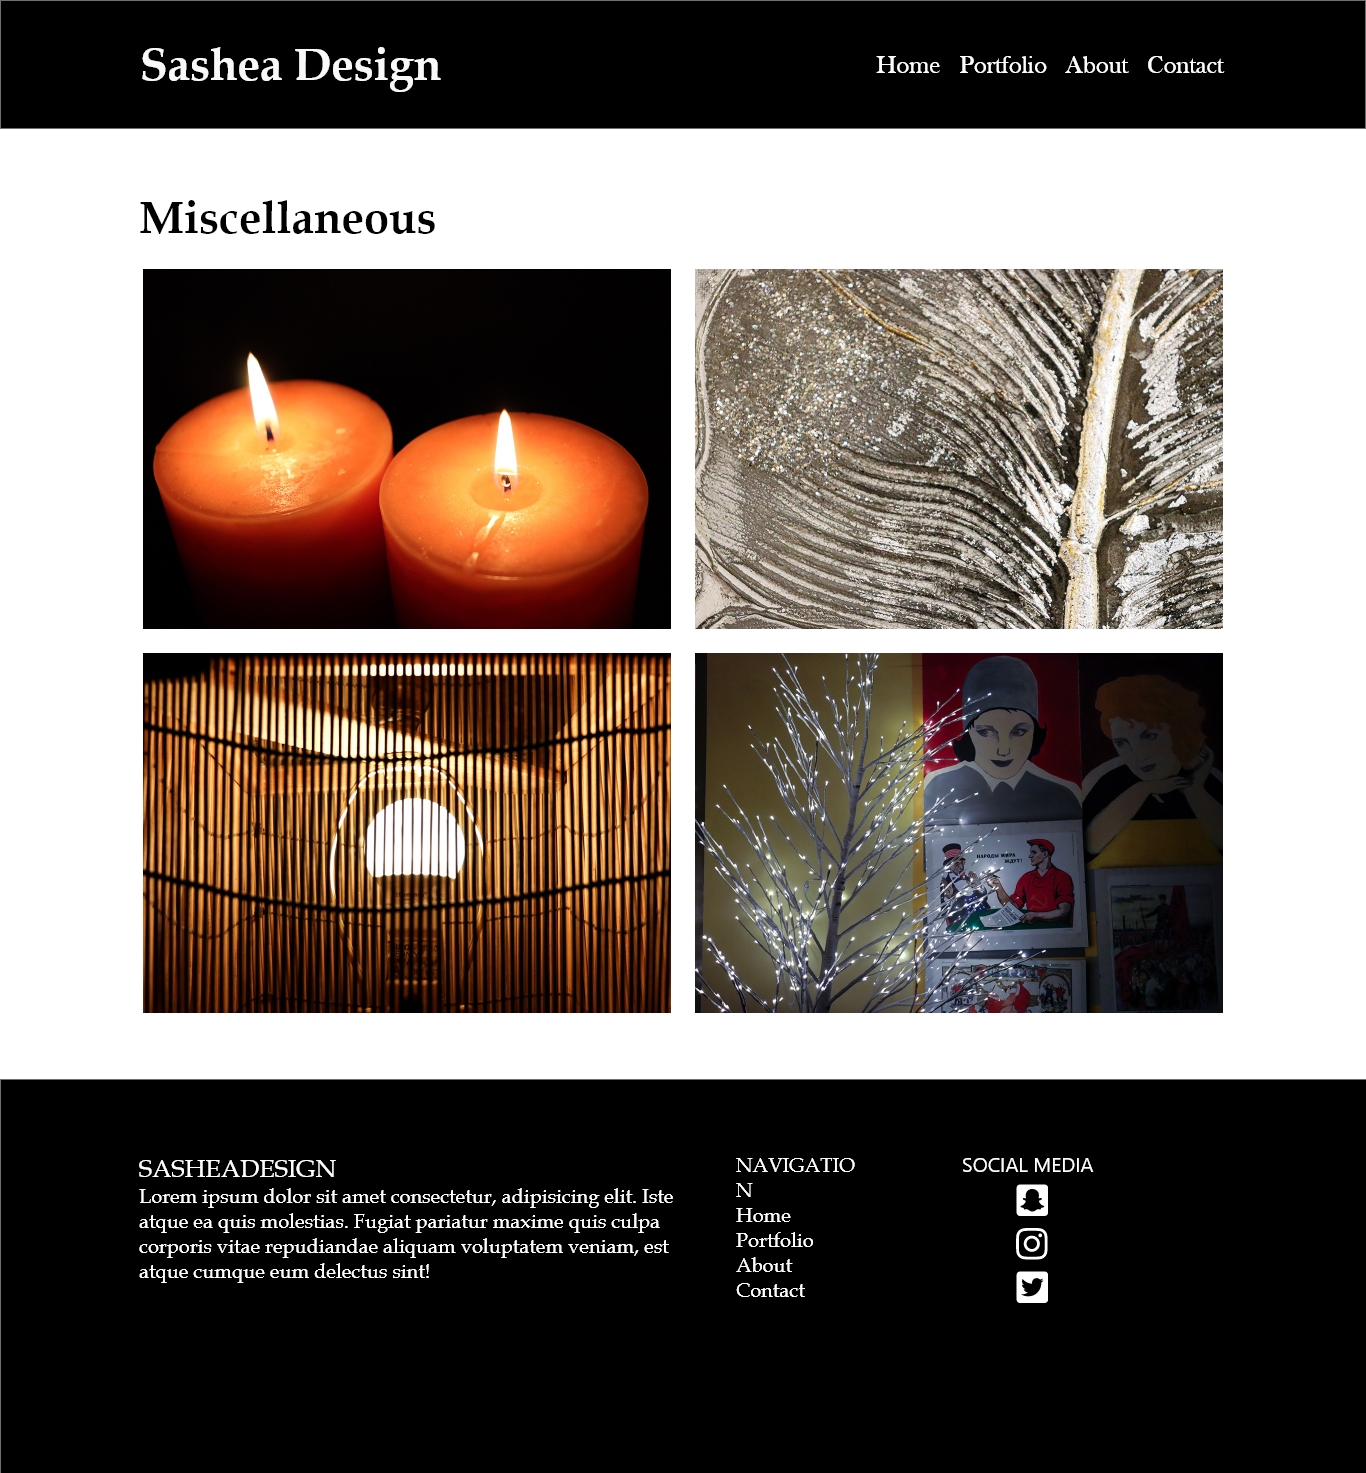 Sashea Design
Home Portfolio About Contact
Miscellaneous
НАРОДЫ МИРА
ЖДУТ!
SASHEADESIGN
Lorem ipsum dolor sit amet consectetur, adipisicing elit. Iste
atque ea quis molestias. Fugiat pariatur maxime quis culpa
corporis vitae repudiandae aliquam voluptatem veniam, est
atque cumque eum delectus sint!
NAVIGATIO
N
Home
Portfolio
About
Contact
SOCIAL MEDIA